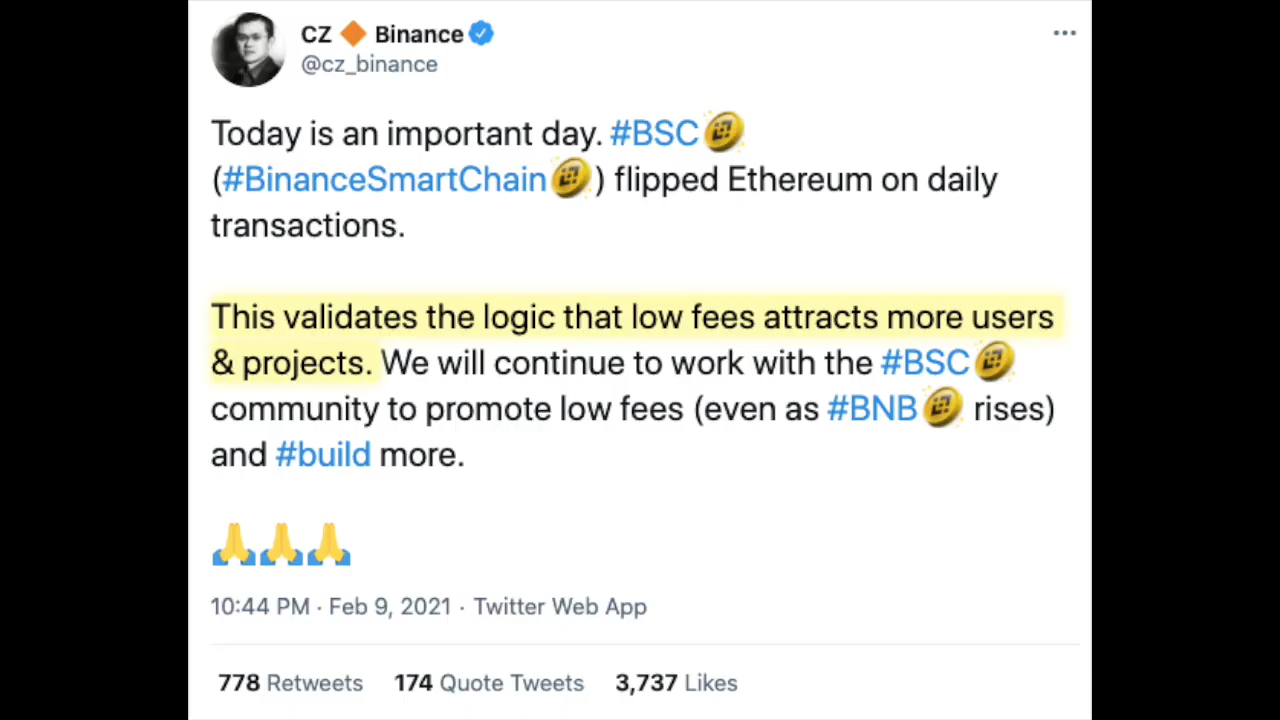 CZ 🔶 Binance
@cz_binance
Today is an important day. #BSC
(#BinanceSmartChain) flipped Ethereum on daily
transactions.
This validates the logic that low fees attracts more users
& projects. We will continue to work with the #BSC
community to promote low fees (even as #BNB rises)
and #build more.
🙏🙏🙏
10:44 PM · Feb 9, 2021 · Twitter Web App
778 Retweets 174 Quote Tweets 3,737 Likes